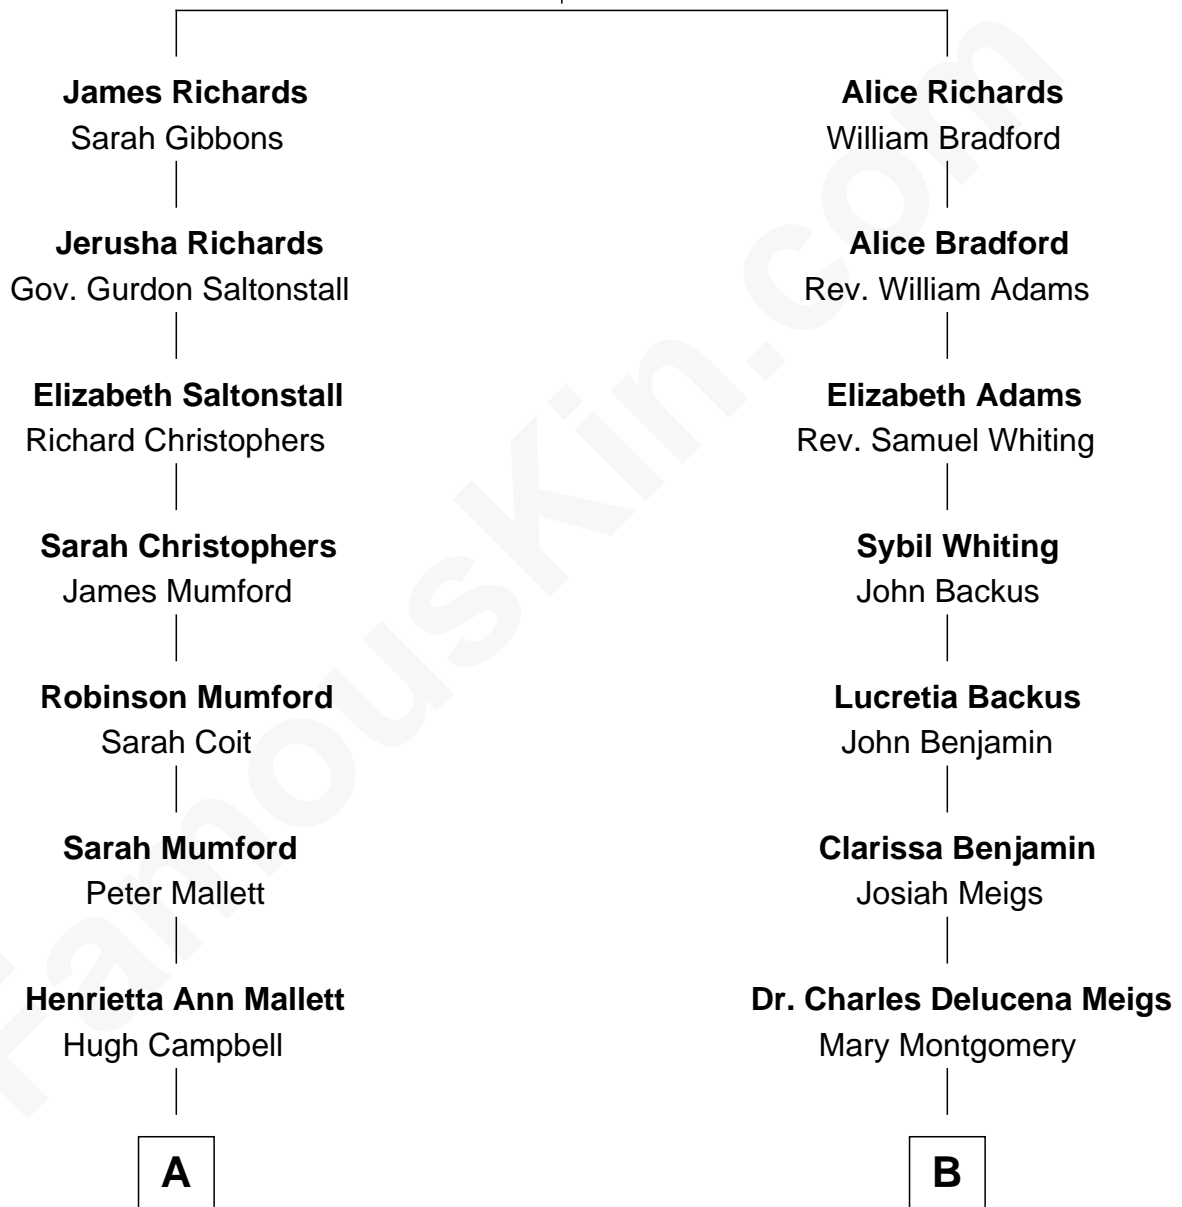 James Richards
Sarah Gibbons
Jerusha Richards
Gov. Gurdon Saltonstall
Elizabeth Saltonstall
Richard Christophers
Sarah Christophers
James Mumford
Robinson Mumford
Sarah Coit
Sarah Mumford
Peter Mallett
Henrietta Ann Mallett
Hugh Campbell
A
Alice Richards
William Bradford
Alice Bradford
Rev. William Adams
Elizabeth Adams
Rev. Samuel Whiting
Sybil Whiting
John Backus
Lucretia Backus
John Benjamin
Clarissa Benjamin
Josiah Meigs
Dr. Charles Delucena Meigs
Mary Montgomery
B
FamousKin.com